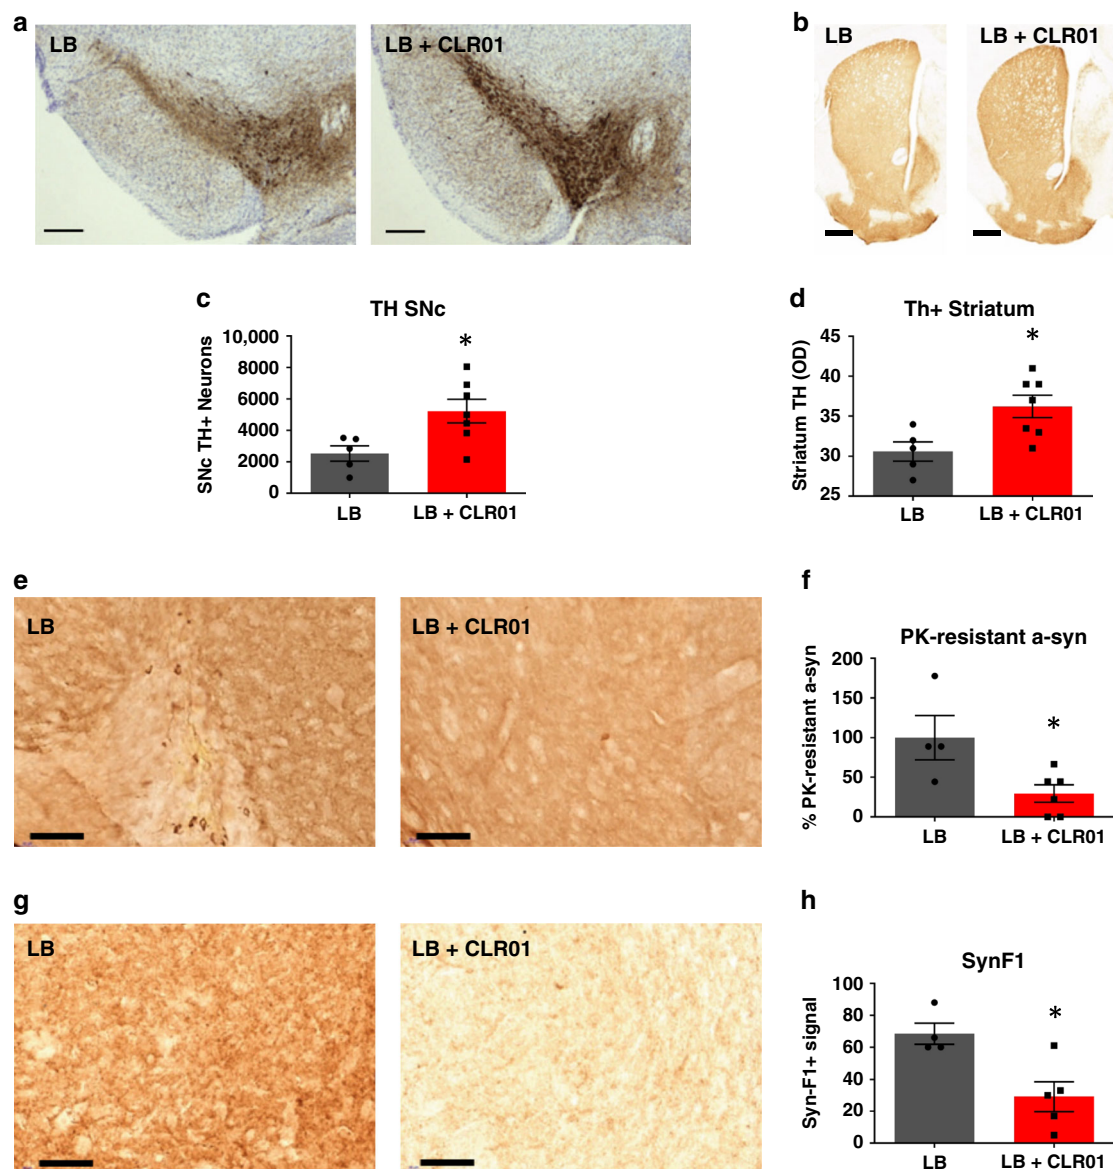 a
LB
LB + CLR01
b
LB
LB + CLR01
c
TH SNc
*
SNc TH+ Neurons
10,000
8000
6000
4000
2000
0
LB
LB + CLR01
d
Th+ Striatum
*
Striatum TH (OD)
45
40
35
30
25
LB
LB + CLR01
e
LB
LB + CLR01
f
PK-resistant a-syn
*
% PK-resistant a-syn
200
150
100
50
0
LB
LB + CLR01
g
LB
LB + CLR01
h
SynF1
*
Syn-F1+ signal
100
80
60
40
20
0
LB
LB + CLR01